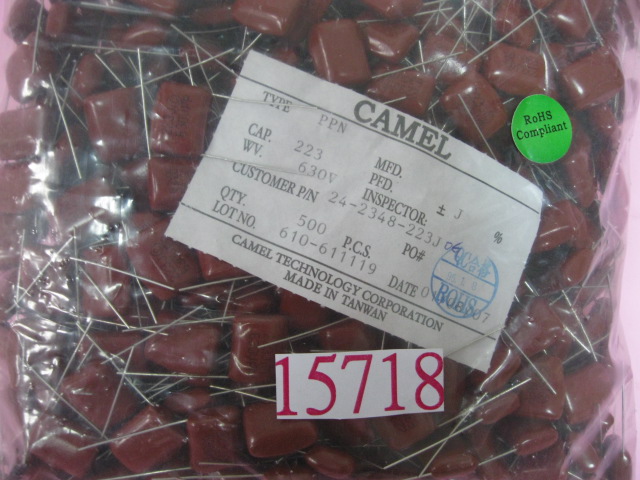 CAMEL
TYPE PPN
CAP. 223 MFD.
WV. 630V PFD.
INSPECTOR: ± J %
CUSTOMER P/N 24-2348-223J
QTY. 500 P.C.S. PO#
LOT NO. 610-611119 DATE
CAMEL TECHNOLOGY CORPORATION
MADE IN TANWAN
ROHS
RoHS
Compliant
15718